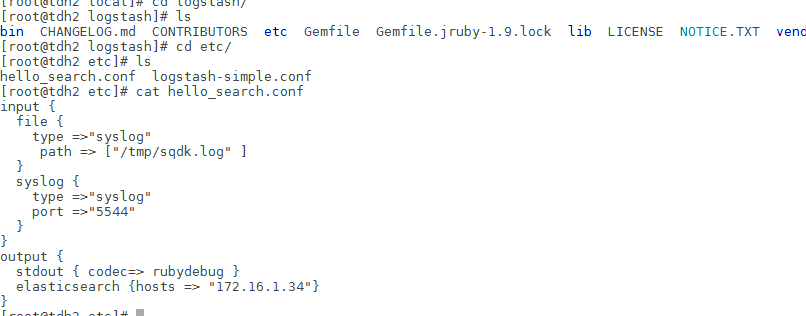 [root@tdh2 local]# cd logstash/
[root@tdh2 logstash]# ls
bin  CHANGELOG.md  CONTRIBUTORS  etc  Gemfile  Gemfile.jruby-1.9.lock  lib  LICENSE  NOTICE.TXT  vend
[root@tdh2 logstash]# cd etc/
[root@tdh2 etc]# ls
hello_search.conf  logstash-simple.conf
[root@tdh2 etc]# cat hello_search.conf
input {
  file {
    type =>"syslog"
     path => ["/tmp/sqdk.log" ]
  }
  syslog {
    type =>"syslog"
    port =>"5544"
  }
}
output {
  stdout { codec=> rubydebug }
  elasticsearch {hosts => "172.16.1.34"}
}
[root@tdh2 etc]#